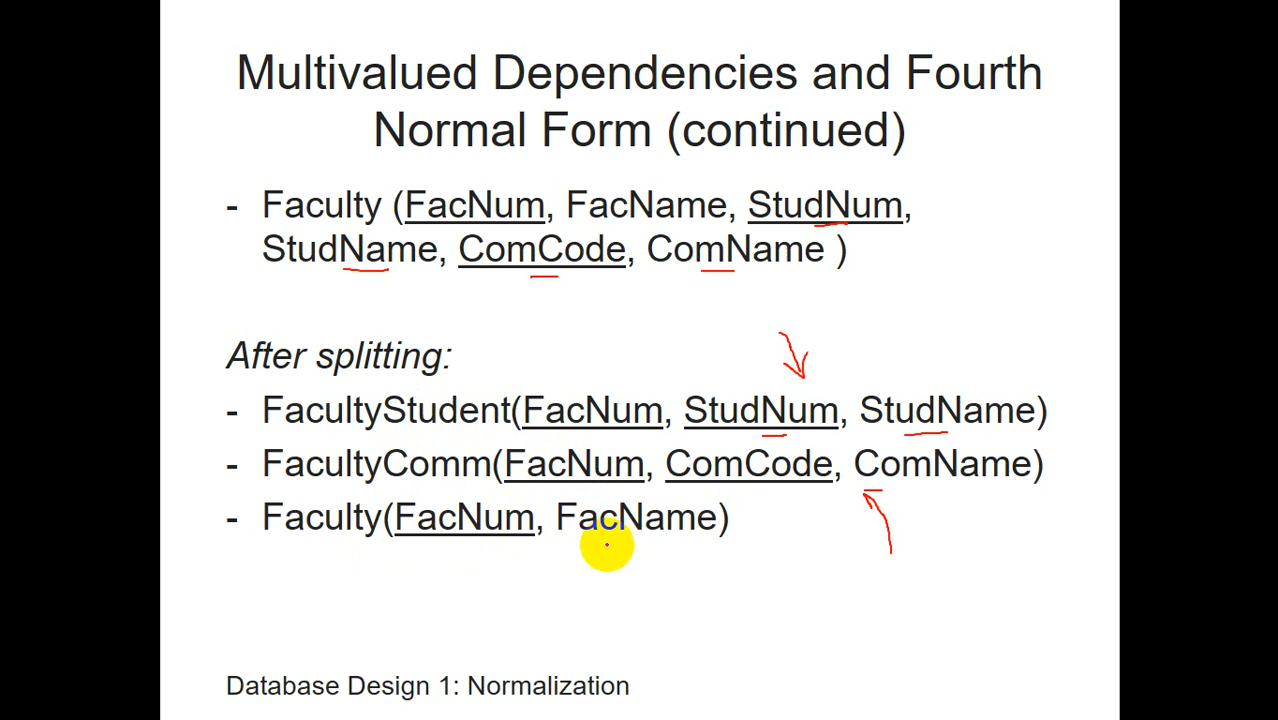 Multivalued Dependencies and Fourth
Normal Form (continued)
- Faculty (FacNum, FacName, StudNum,
StudName, ComCode, ComName )
After splitting:
- FacultyStudent(FacNum, StudNum, StudName)
- FacultyComm(FacNum, ComCode, ComName)
- Faculty(FacNum, FacName)
Database Design 1: Normalization